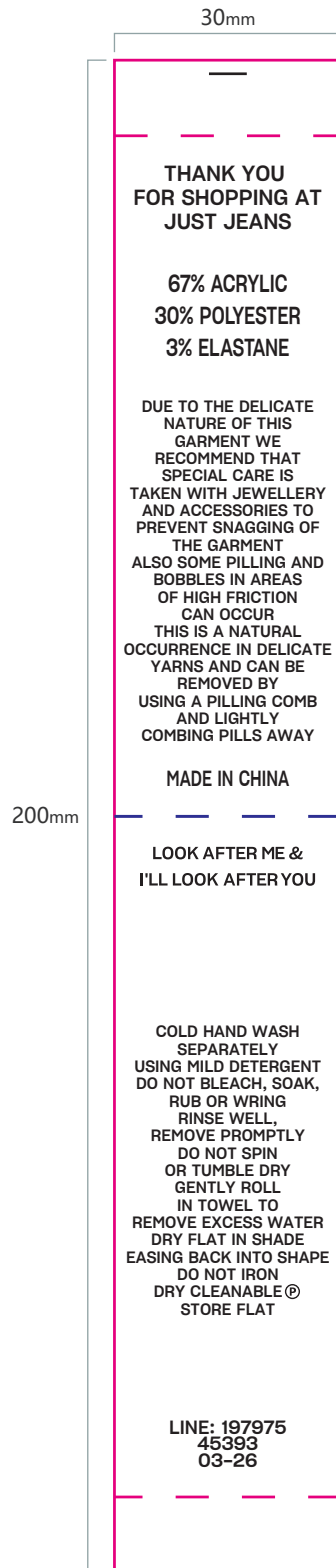 30mm
THANK YOU
FOR SHOPPING AT
JUST JEANS
67% ACRYLIC
30% POLYESTER
3% ELASTANE
DUE TO THE DELICATE
NATURE OF THIS
GARMENT WE
RECOMMEND THAT
SPECIAL CARE IS
TAKEN WITH JEWELLERY
AND ACCESSORIES TO
PREVENT SNAGGING OF
THE GARMENT
ALSO SOME PILLING AND
BOBBLES IN AREAS
OF HIGH FRICTION
CAN OCCUR
THIS IS A NATURAL
OCCURRENCE IN DELICATE
YARNS AND CAN BE
REMOVED BY
USING A PILLING COMB
AND LIGHTLY
COMBING PILLS AWAY
MADE IN CHINA
200mm
LOOK AFTER ME &
I'LL LOOK AFTER YOU
COLD HAND WASH
SEPARATELY
USING MILD DETERGENT
DO NOT BLEACH, SOAK,
RUB OR WRING
RINSE WELL,
REMOVE PROMPTLY
DO NOT SPIN
OR TUMBLE DRY
GENTLY ROLL
IN TOWEL TO
REMOVE EXCESS WATER
DRY FLAT IN SHADE
EASING BACK INTO SHAPE
DO NOT IRON
DRY CLEANABLE Ⓟ
STORE FLAT
LINE: 197975
45393
03-26